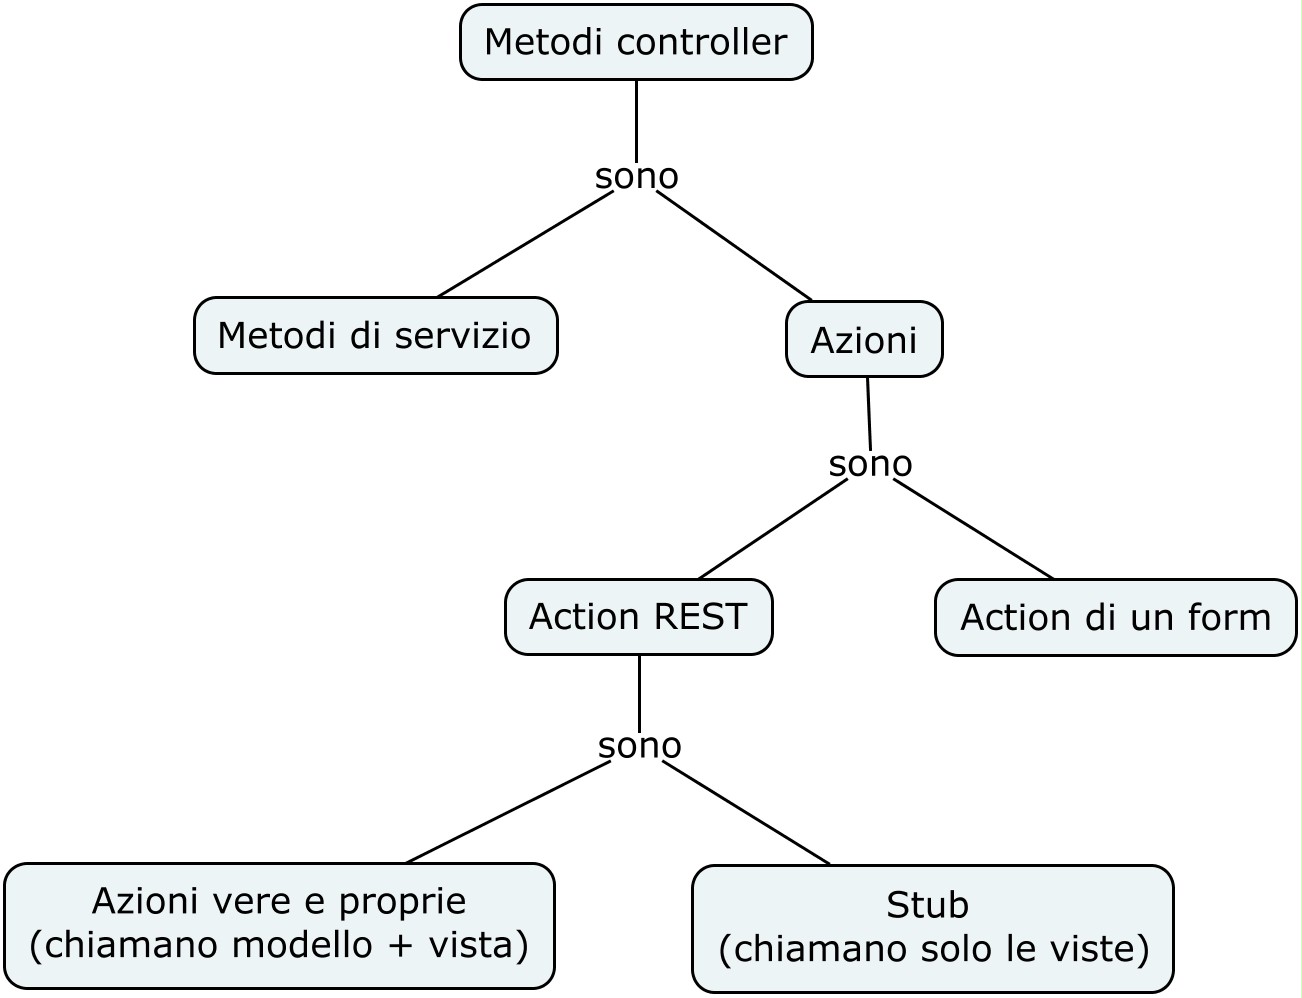 Metodi controller
sono
Metodi di servizio
Azioni
sono
Action REST
Action di un form
sono
Azioni vere e proprie
(chiamano modello + vista)
Stub
(chiamano solo le viste)